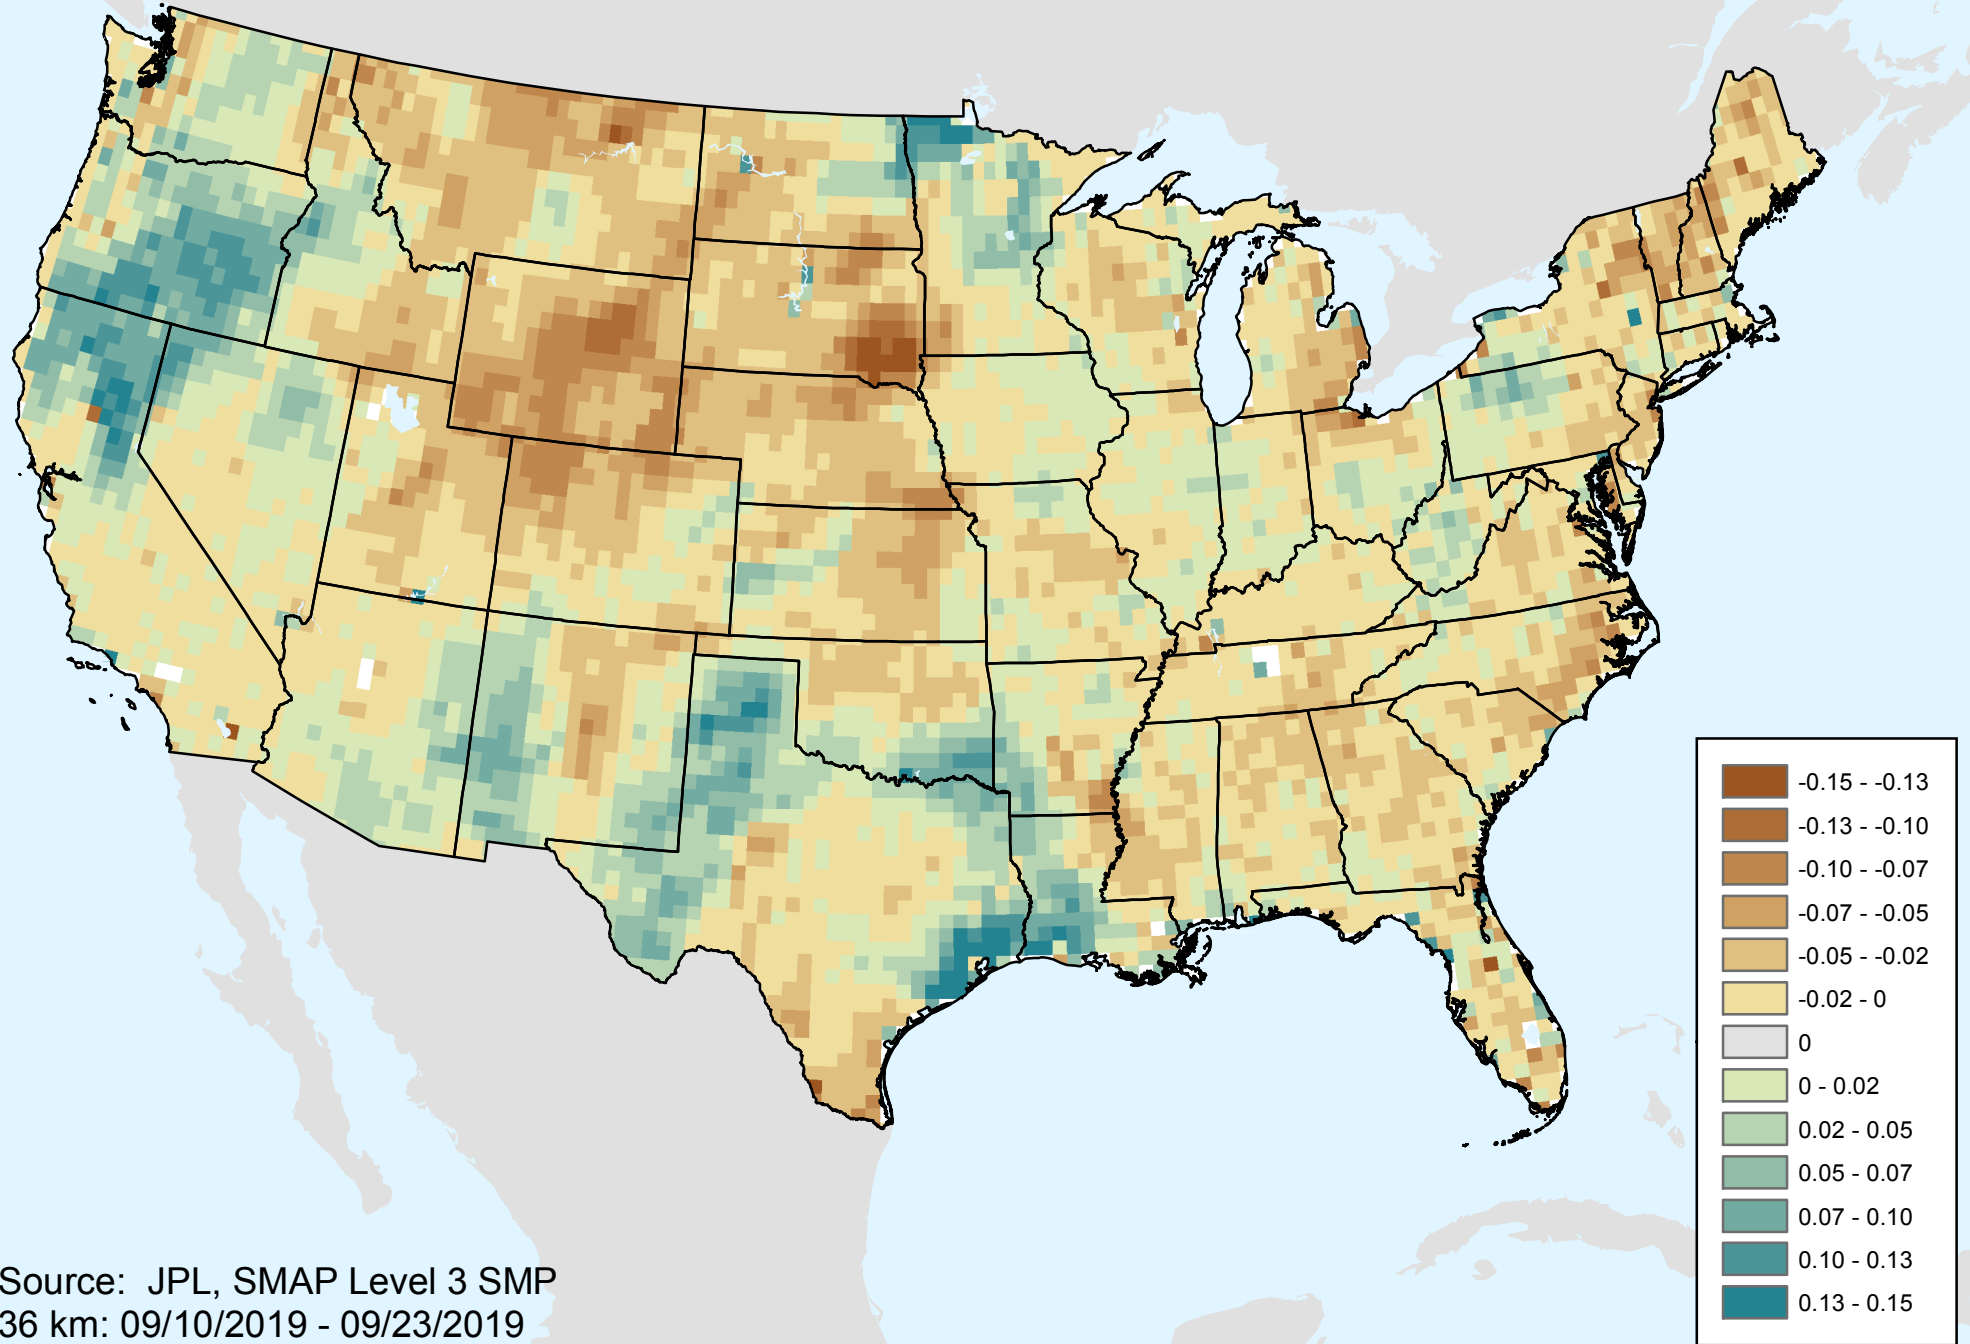 -0.15 - -0.13
-0.13 - -0.10
-0.10 - -0.07
-0.07 - -0.05
-0.05 - -0.02
-0.02 - 0
0
0 - 0.02
0.02 - 0.05
0.05 - 0.07
0.07 - 0.10
0.10 - 0.13
0.13 - 0.15
Source:  JPL, SMAP Level 3 SMP
36 km: 09/10/2019 - 09/23/2019